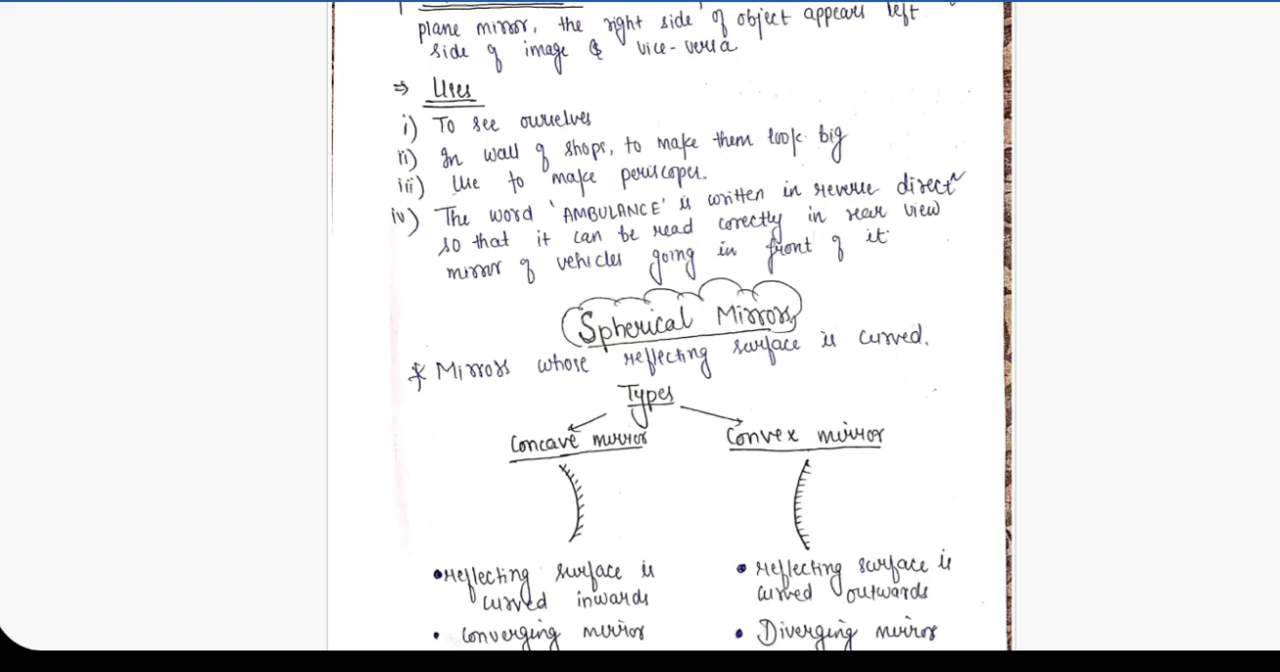 plane mirror, the right side of object appears left
side of image & vice-versa
⇒ Uses
i) To see ourselves
ii) In wall of shops, to make them look big
iii) Use to make periscopes.
iv) The word 'AMBULANCE' is written in reverse directⁿ
so that it can be read corectly in rear view
mirror of vehicles going in front of it
Spherical Mirrors
* Mirrors whose reflecting surface is curved.
Types
Concave mirror
Convex mirror
• reflecting surface is
curved inwards
• Converging mirror
• reflecting surface is
curved outwards
• Diverging mirror